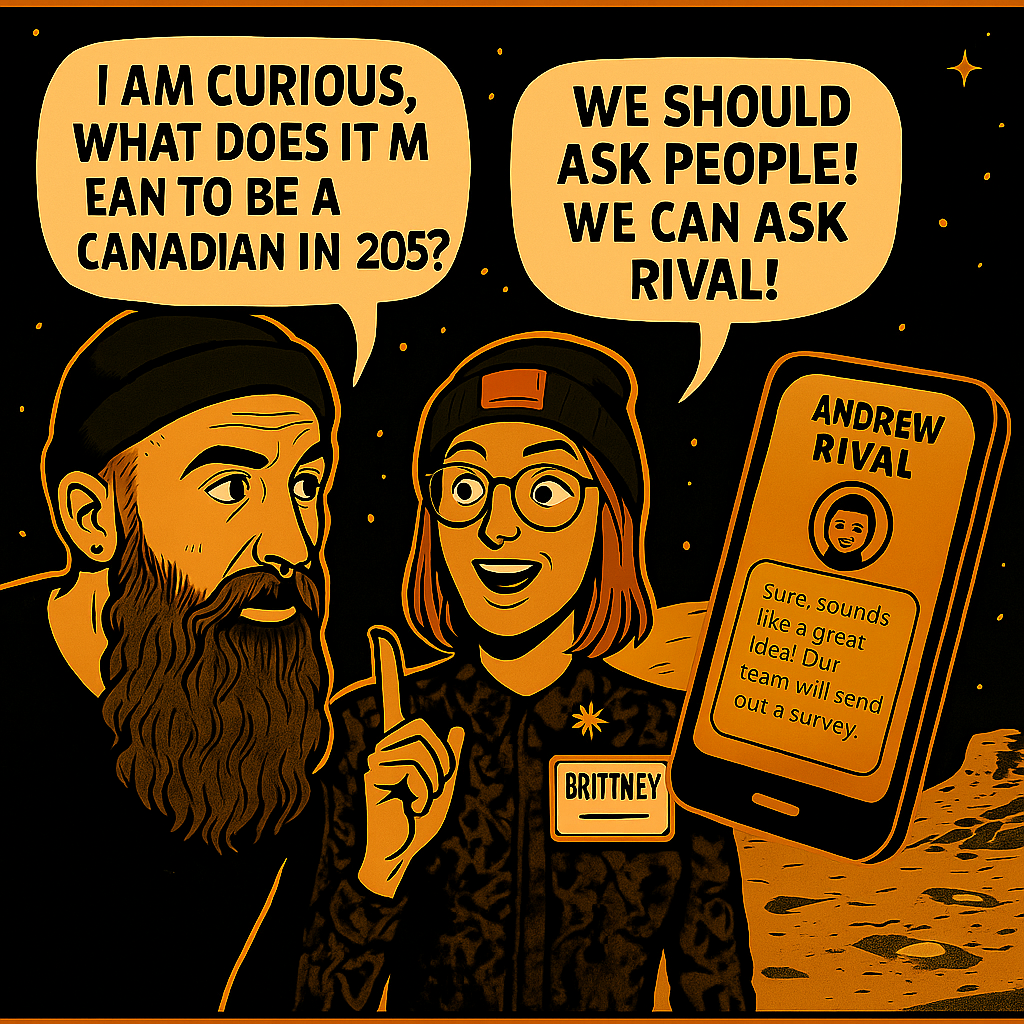 I AM CURIOUS,
WHAT DOES IT M
EAN TO BE A
CANADIAN IN 205?
WE SHOULD
ASK PEOPLE!
WE CAN ASK
RIVAL!
ANDREW
RIVAL
Sure, sounds
like a great
Idea! Dur
team will send
out a survey.
BRITTNEY